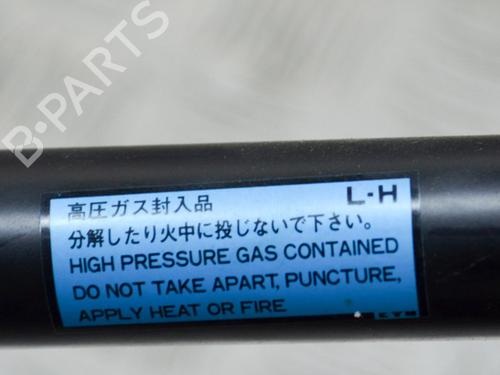 B-PARTS
高圧ガス封入品 L-H
分解したり火中に投じないで下さい。
HIGH PRESSURE GAS CONTAINED
DO NOT TAKE APART, PUNCTURE,
APPLY HEAT OR FIRE